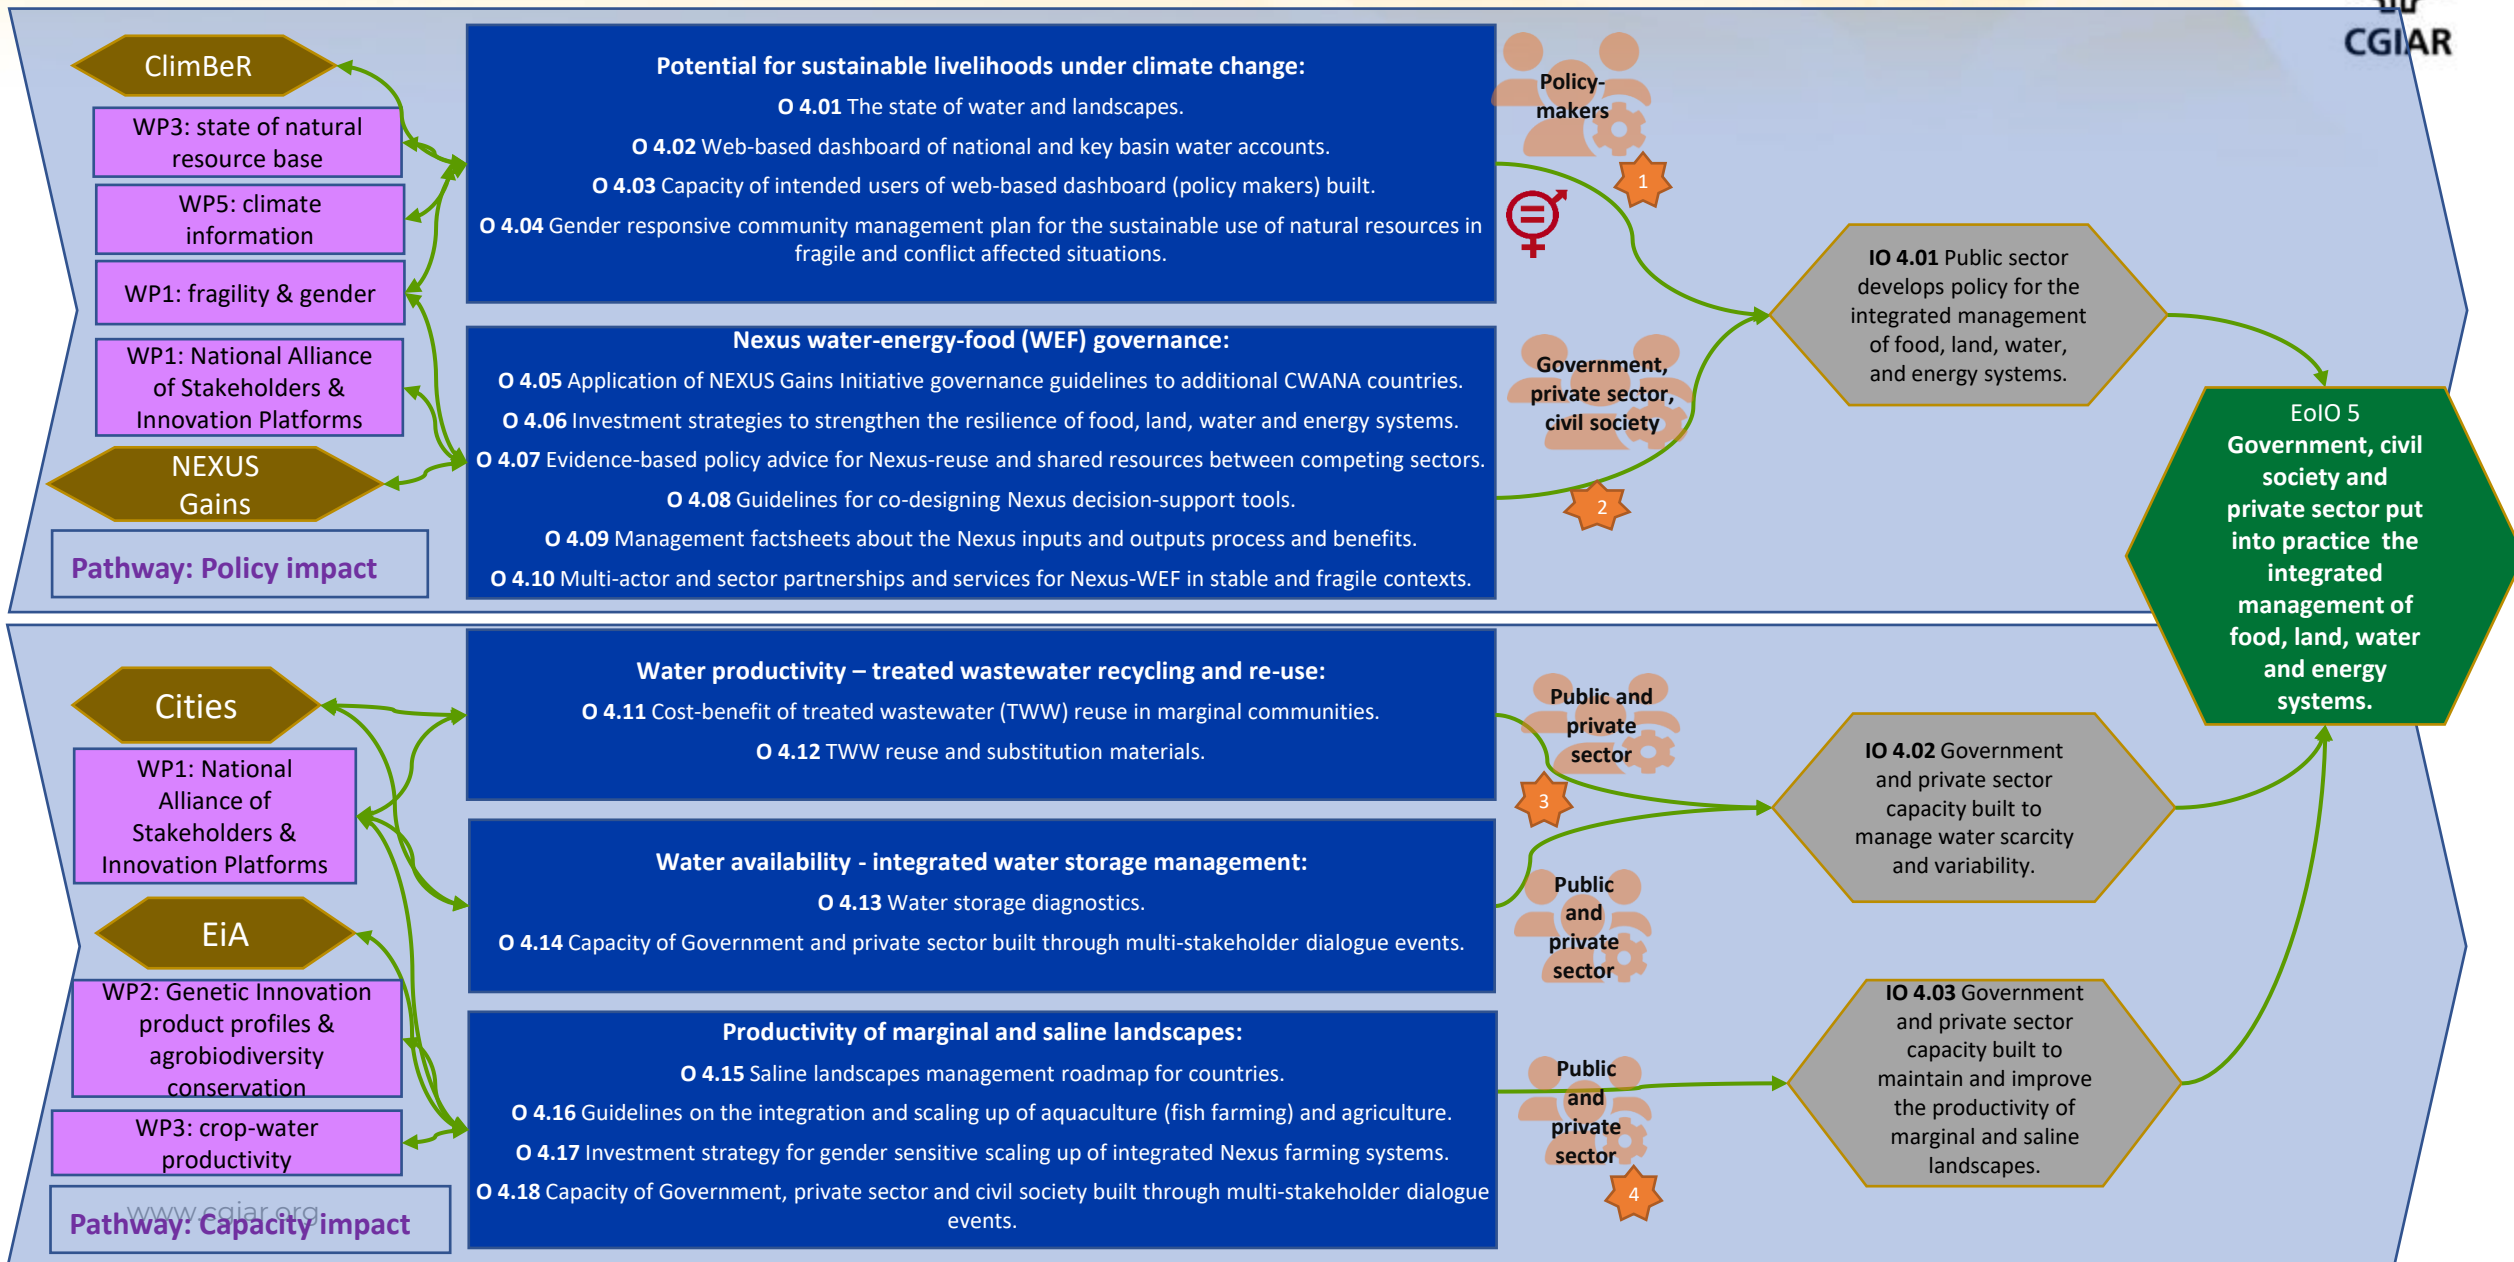 CGIAR
ClimBeR
WP3: state of natural
resource base
WP5: climate
information
WP1: fragility & gender
WP1: National Alliance
of Stakeholders &
Innovation Platforms
NEXUS
Gains
Pathway: Policy impact
Potential for sustainable livelihoods under climate change:
O 4.01 The state of water and landscapes.
O 4.02 Web-based dashboard of national and key basin water accounts.
O 4.03 Capacity of intended users of web-based dashboard (policy makers) built.
O 4.04 Gender responsive community management plan for the sustainable use of natural resources in
fragile and conflict affected situations.
Nexus water-energy-food (WEF) governance:
O 4.05 Application of NEXUS Gains Initiative governance guidelines to additional CWANA countries.
O 4.06 Investment strategies to strengthen the resilience of food, land, water and energy systems.
O 4.07 Evidence-based policy advice for Nexus-reuse and shared resources between competing sectors.
O 4.08 Guidelines for co-designing Nexus decision-support tools.
O 4.09 Management factsheets about the Nexus inputs and outputs process and benefits.
O 4.10 Multi-actor and sector partnerships and services for Nexus-WEF in stable and fragile contexts.
Policy-
makers
1
Government,
private sector,
civil society
2
IO 4.01 Public sector
develops policy for the
integrated management
of food, land, water,
and energy systems.
EoIO 5
Government, civil
society and
private sector put
into practice the
integrated
management of
food, land, water
and energy
systems.
Cities
WP1: National
Alliance of
Stakeholders &
Innovation Platforms
EiA
WP2: Genetic Innovation
product profiles &
agrobiodiversity
conservation
WP3: crop-water
productivity
www.cgiar.org
Pathway: Capacity impact
Water productivity – treated wastewater recycling and re-use:
O 4.11 Cost-benefit of treated wastewater (TWW) reuse in marginal communities.
O 4.12 TWW reuse and substitution materials.
Water availability - integrated water storage management:
O 4.13 Water storage diagnostics.
O 4.14 Capacity of Government and private sector built through multi-stakeholder dialogue events.
Productivity of marginal and saline landscapes:
O 4.15 Saline landscapes management roadmap for countries.
O 4.16 Guidelines on the integration and scaling up of aquaculture (fish farming) and agriculture.
O 4.17 Investment strategy for gender sensitive scaling up of integrated Nexus farming systems.
O 4.18 Capacity of Government, private sector and civil society built through multi-stakeholder dialogue
events.
Public and
private
sector
3
Public
and
private
sector
Public
and
private
sector
4
IO 4.02 Government
and private sector
capacity built to
manage water scarcity
and variability.
IO 4.03 Government
and private sector
capacity built to
maintain and improve
the productivity of
marginal and saline
landscapes.